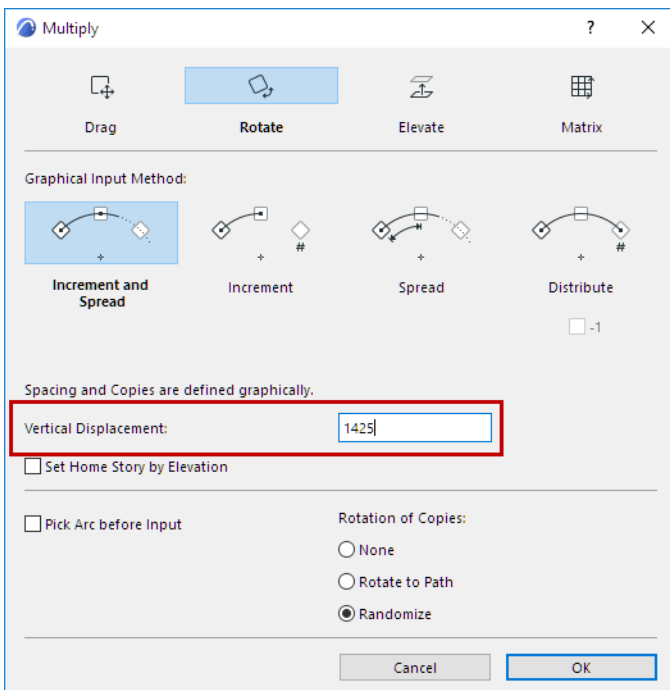 Multiply ?
Drag Rotate Elevate Matrix
Graphical Input Method:
# #
Increment and Spread Increment Spread Distribute
-1
Spacing and Copies are defined graphically.
Vertical Displacement: 1425
Set Home Story by Elevation
Pick Arc before Input
Rotation of Copies:
None
Rotate to Path
Randomize
Cancel OK